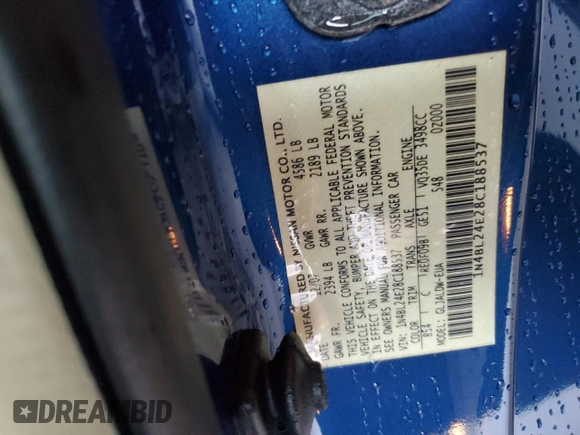 MANUFACTURED BY NISSAN MOTOR CO., LTD.
DATE GVWR 4586 LB
GAWR FR. 2394 LB GAWR RR. 2189 LB
THIS VEHICLE CONFORMS TO ALL APPLICABLE FEDERAL MOTOR
VEHICLE SAFETY, BUMPER AND THEFT PREVENTION STANDARDS
IN EFFECT ON THE DATE OF MANUFACTURE SHOWN ABOVE.
SEE OWNERS MANUAL FOR ADDITIONAL INFORMATION.
VIN: 1N4BL24E28C188537 PASSENGER CAR
COLOR TRIM TRANS AXLE ENGINE
B14 C RE0F09B GE51 VQ35DE 3498CC
MODEL: GLJALDW-EUA 548 02000
1N4BL24E28C188537
DREAMBID